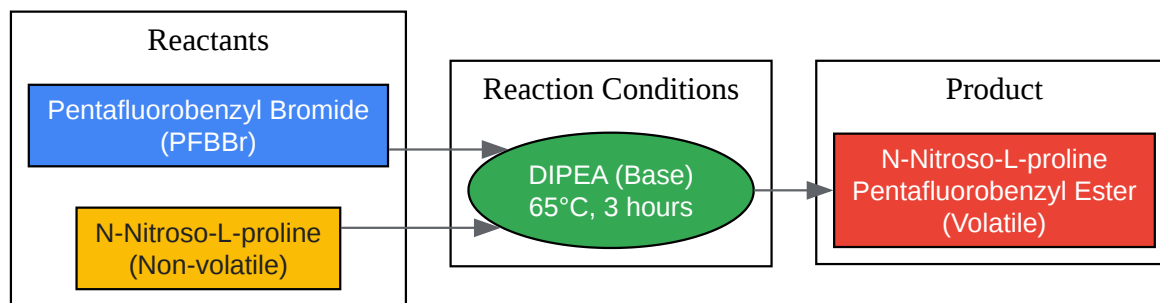 Reactants
Pentafluorobenzyl Bromide
(PFBBr)
N-Nitroso-L-proline
(Non-volatile)
Reaction Conditions
DIPEA (Base)
65°C, 3 hours
Product
N-Nitroso-L-proline
Pentafluorobenzyl Ester
(Volatile)